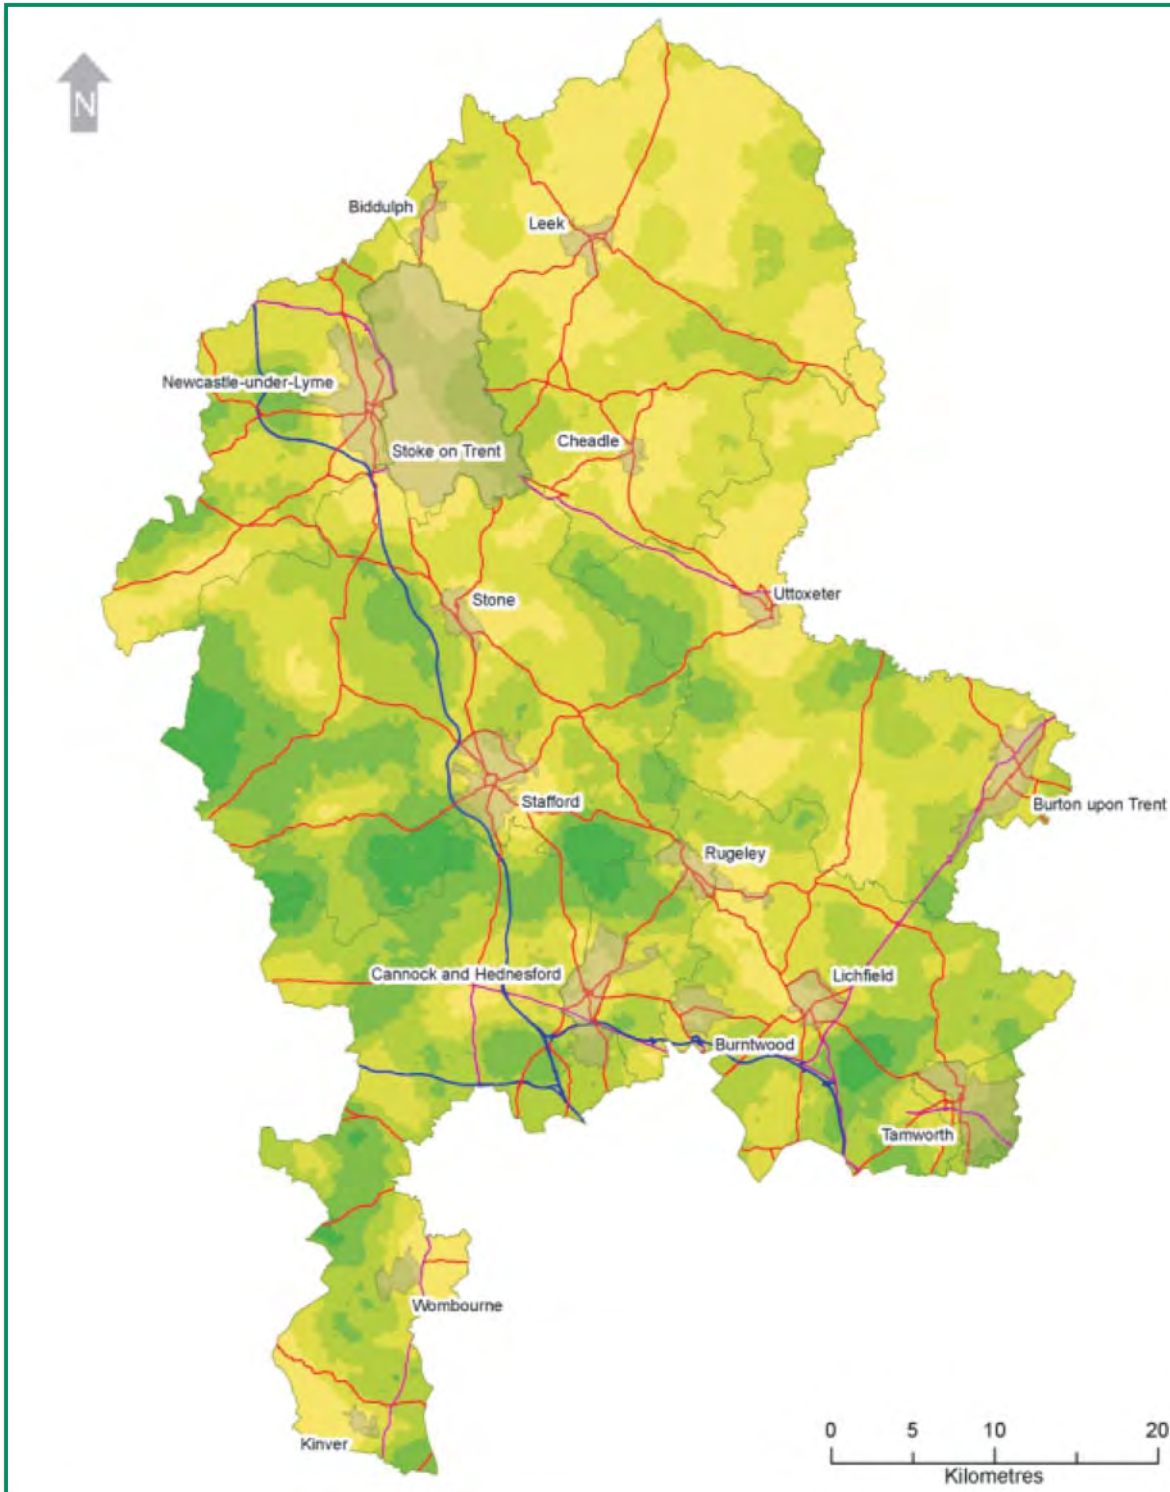 N
Biddulph
Leek
Newcastle-under-Lyme
Cheadle
Stoke on Trent
Uttoxeter
Stone
Stafford
Burton upon Trent
Rugeley
Cannock and Hednesford
Lichfield
Burntwood
Tamworth
Wombourne
Kinver
0 5 10 20
Kilometres